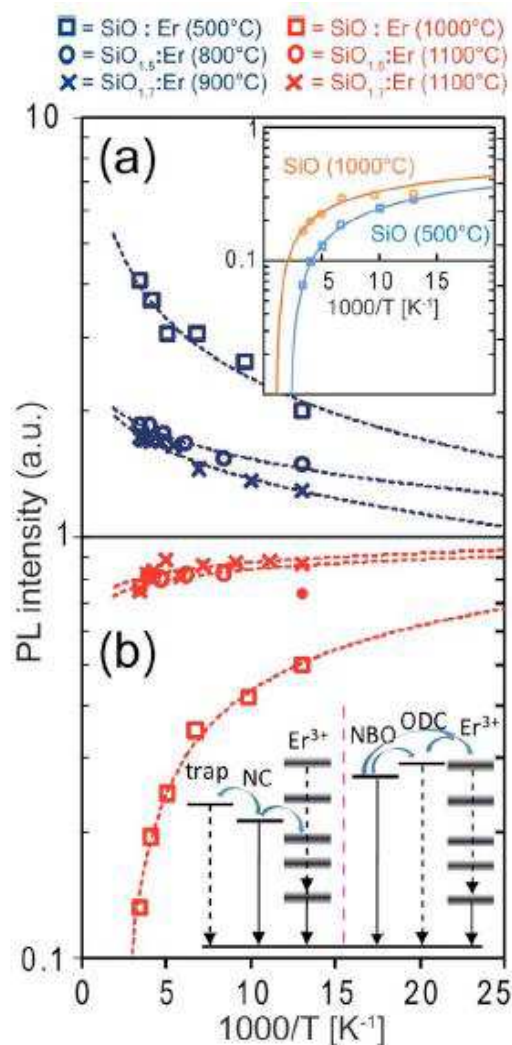 □ = SiO : Er (500°C) □ = SiO : Er (1000°C)
o = SiO1.5:Er (800°C) o = SiO1.5:Er (1100°C)
× = SiO1.7:Er (900°C) × = SiO1.7:Er (1100°C)
10
(a)
1
SiO (1000°C)
SiO (500°C)
0.1
5 10 15
1000/T [K⁻¹]
PL intensity (a.u.)
1
(b)
trap NC Er³⁺ NBO ODC Er³⁺
0.1
0 5 10 15 20 25
1000/T [K⁻¹]